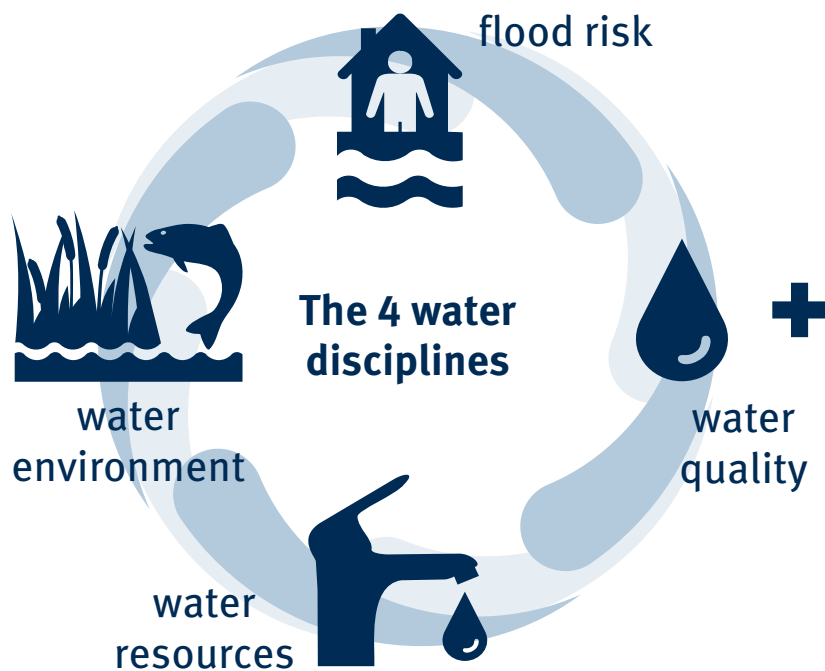 flood risk
The 4 water
disciplines
water
quality
water
environment
water
resources